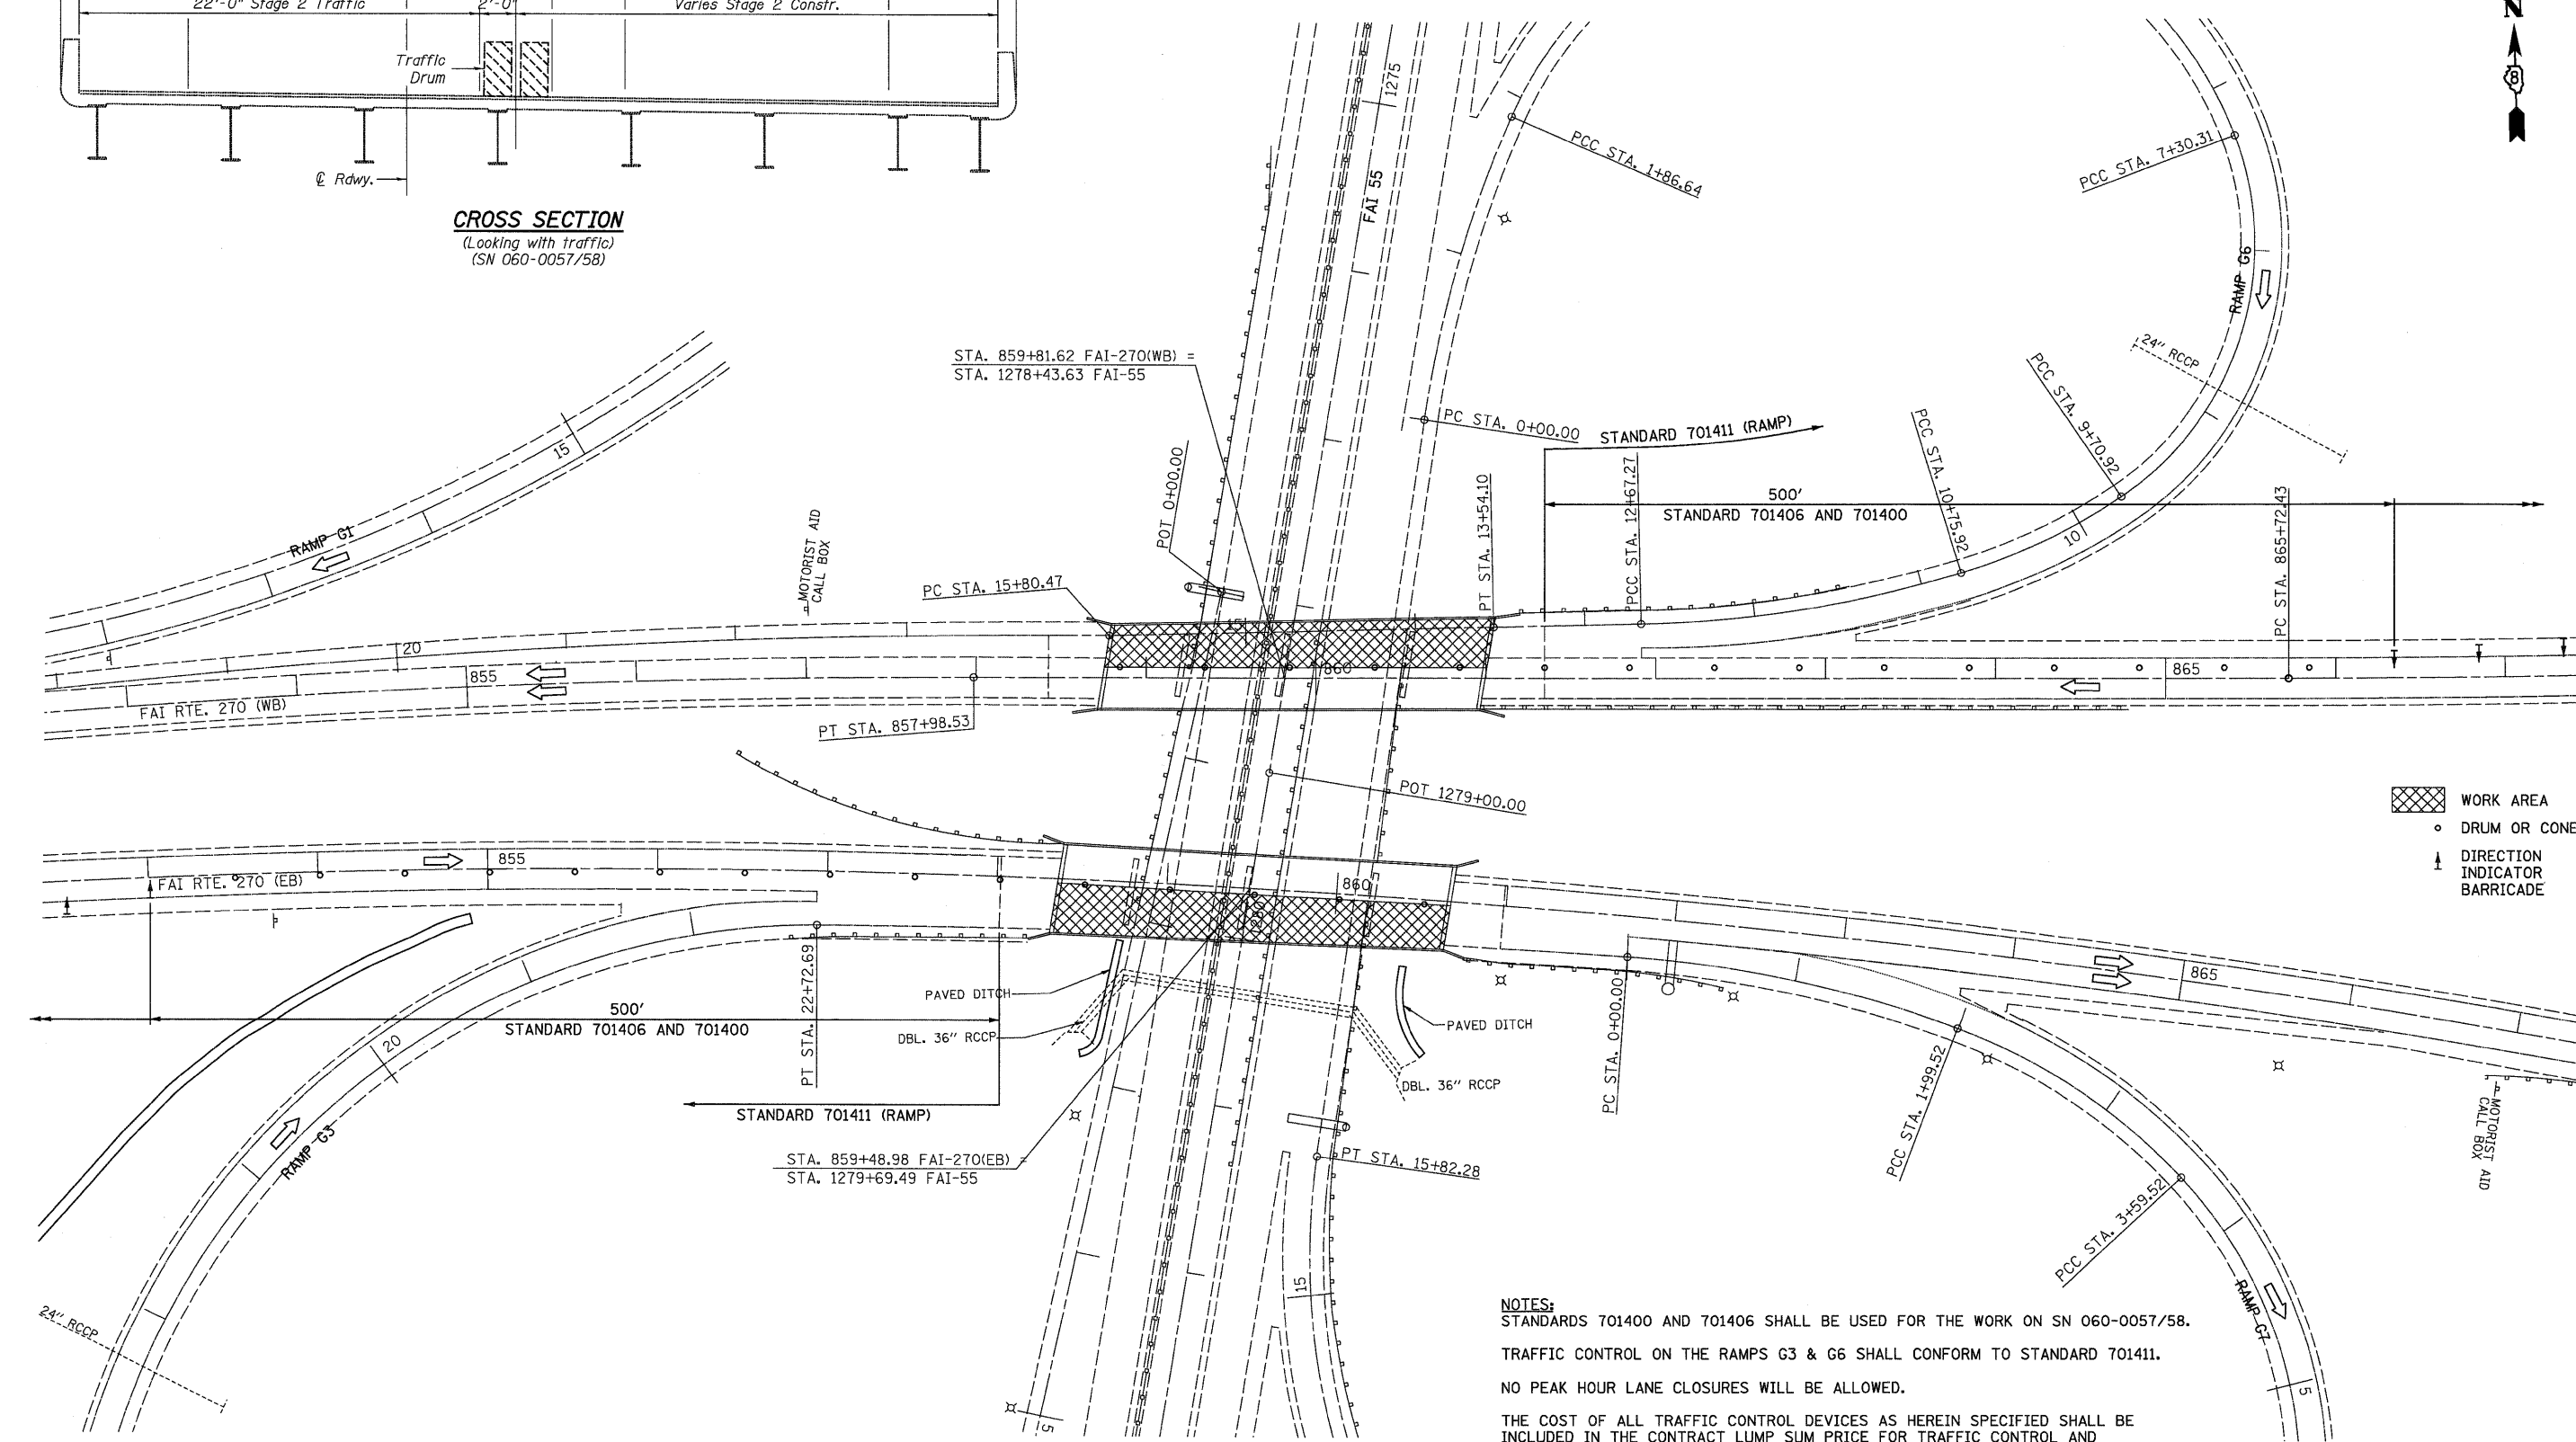 22'-0" Stage 2 Traffic
2'-0"
Varies Stage 2 Constr.
Traffic
Drum
℄ Rdwy.
CROSS SECTION
(Looking with traffic)
(SN 060-0057/58)
N
8
1275
FAI 55
PCC STA. 1+86.64
PCC STA. 7+30.31
RAMP G6
24" RCCP
STA. 859+81.62 FAI-270(WB) =
STA. 1278+43.63 FAI-55
PC STA. 0+00.00
STANDARD 701411 (RAMP)
PCC STA. 9+70.92
PCC STA. 10+75.92
15
RAMP G1
MOTORIST AID
CALL BOX
POT 0+00.00
PT STA. 13+54.10
PCC STA. 12+67.27
500'
STANDARD 701406 AND 701400
10
PC STA. 865+72.43
PC STA. 15+80.47
20
855
860
865
FAI RTE. 270 (WB)
PT STA. 857+98.53
POT 1279+00.00
WORK AREA
DRUM OR CONE
DIRECTION
INDICATOR
BARRICADE
855
FAI RTE. 270 (EB)
860
1280
865
PT STA. 22+72.69
PAVED DITCH
DBL. 36" RCCP
500'
STANDARD 701406 AND 701400
20
PAVED DITCH
DBL. 36" RCCP
PC STA. 0+00.00
PCC STA. 1+99.52
MOTORIST AID
CALL BOX
STANDARD 701411 (RAMP)
RAMP G3
STA. 859+48.98 FAI-270(EB) =
STA. 1279+69.49 FAI-55
PT STA. 15+82.28
PCC STA. 3+59.52
15
24" RCCP
RAMP G7
5
5
NOTES:
STANDARDS 701400 AND 701406 SHALL BE USED FOR THE WORK ON SN 060-0057/58.
TRAFFIC CONTROL ON THE RAMPS G3 & G6 SHALL CONFORM TO STANDARD 701411.
NO PEAK HOUR LANE CLOSURES WILL BE ALLOWED.
THE COST OF ALL TRAFFIC CONTROL DEVICES AS HEREIN SPECIFIED SHALL BE
INCLUDED IN THE CONTRACT LUMP SUM PRICE FOR TRAFFIC CONTROL AND